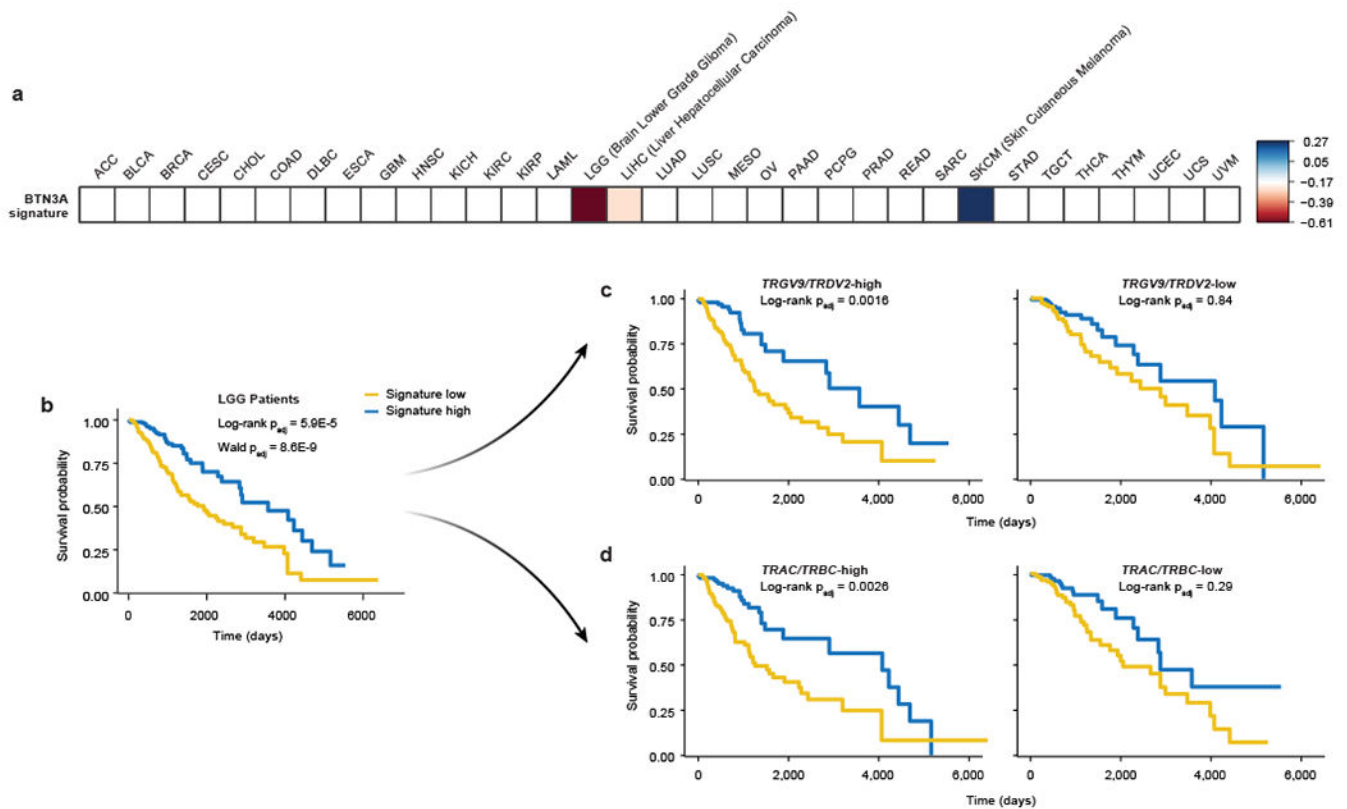 a
ACC
BLCA
BRCA
CESC
CHOL
COAD
DLBC
ESCA
GBM
HNSC
KICH
KIRC
KIRP
LAML
LGG (Brain Lower Grade Glioma)
LIHC (Liver Hepatocellular Carcinoma)
LUAD
LUSC
MESO
OV
PAAD
PCPG
PRAD
READ
SARC
SKCM (Skin Cutaneous Melanoma)
STAD
TGCT
THCA
THYM
UCEC
UCS
UVM
BTN3A
signature
0.27
0.05
−0.17
−0.39
−0.61
b
LGG Patients
Log-rank p_adj = 5.9E-5
Wald p_adj = 8.6E-9
Signature low
Signature high
Survival probability
1.00
0.75
0.50
0.25
0.00
0 2000 4000 6000
Time (days)
c
TRGV9/TRDV2-high
Log-rank p_adj = 0.0016
TRGV9/TRDV2-low
Log-rank p_adj = 0.84
Survival probability
1.00
0.75
0.50
0.25
0.00
0 2,000 4,000 6,000
0 2,000 4,000 6,000
Time (days)
d
TRAC/TRBC-high
Log-rank p_adj = 0.0026
TRAC/TRBC-low
Log-rank p_adj = 0.29
Survival probability
1.00
0.75
0.50
0.25
0.00
0 2,000 4,000 6,000
0 2,000 4,000 6,000
Time (days)